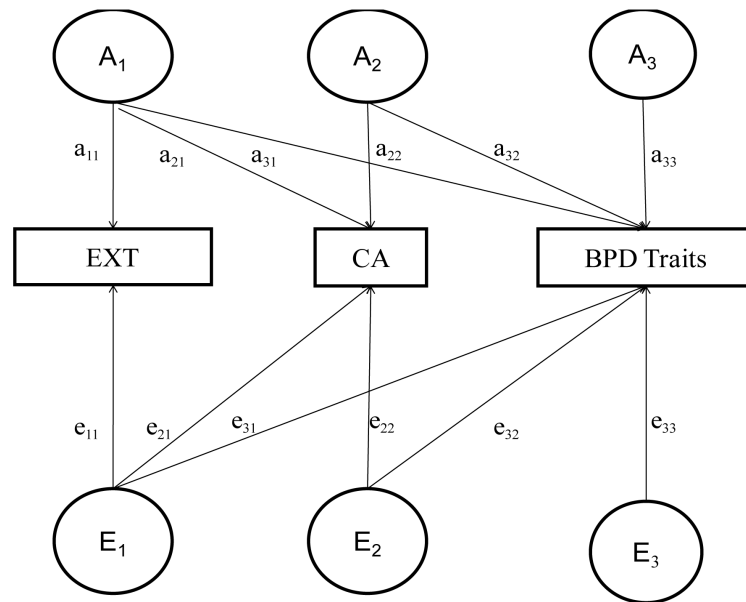 A₁ A₂ A₃
a₁₁ a₂₁ a₃₁ a₂₂ a₃₂ a₃₃
EXT CA BPD Traits
e₁₁ e₂₁ e₃₁ e₂₂ e₃₂ e₃₃
E₁ E₂ E₃